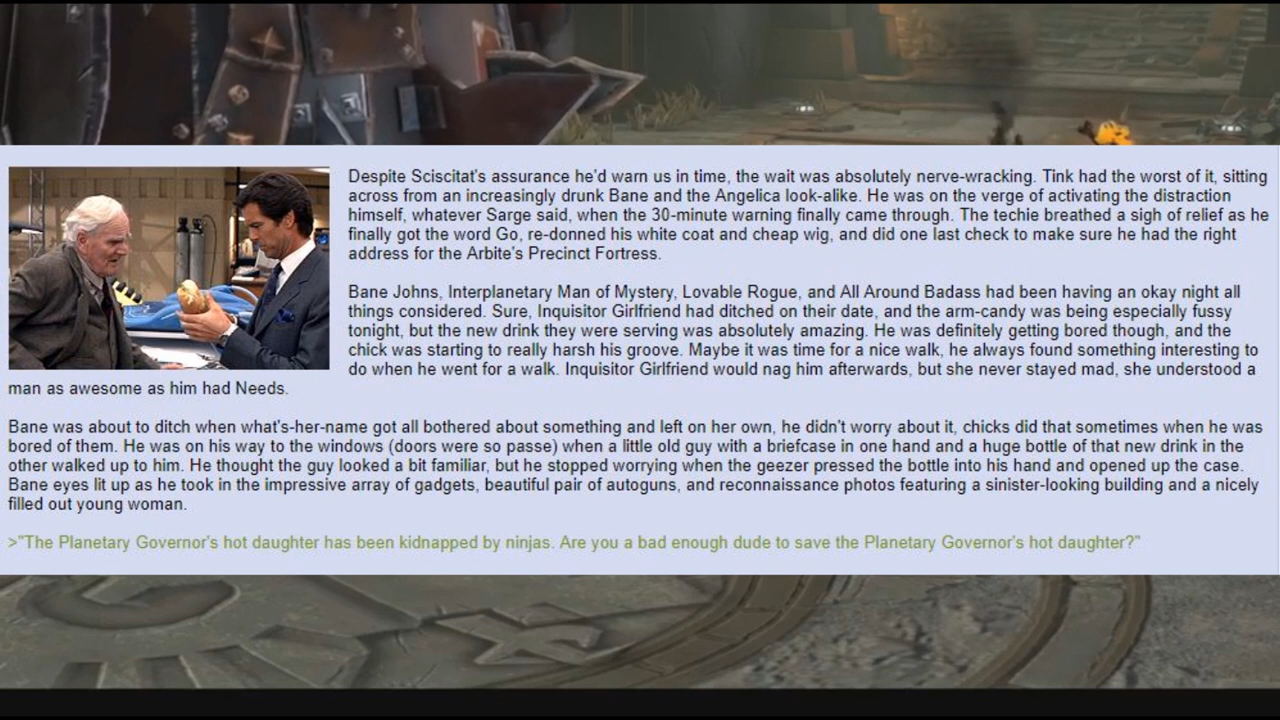 Despite Sciscitat's assurance he'd warn us in time, the wait was absolutely nerve-wracking. Tink had the worst of it, sitting
across from an increasingly drunk Bane and the Angelica look-alike. He was on the verge of activating the distraction
himself, whatever Sarge said, when the 30-minute warning finally came through. The techie breathed a sigh of relief as he
finally got the word Go, re-donned his white coat and cheap wig, and did one last check to make sure he had the right
address for the Arbite's Precinct Fortress.
Bane Johns, Interplanetary Man of Mystery, Lovable Rogue, and All Around Badass had been having an okay night all
things considered. Sure, Inquisitor Girlfriend had ditched on their date, and the arm-candy was being especially fussy
tonight, but the new drink they were serving was absolutely amazing. He was definitely getting bored though, and the
chick was starting to really harsh his groove. Maybe it was time for a nice walk, he always found something interesting to
do when he went for a walk. Inquisitor Girlfriend would nag him afterwards, but she never stayed mad, she understood a
man as awesome as him had Needs.
Bane was about to ditch when what's-her-name got all bothered about something and left on her own, he didn't worry about it, chicks did that sometimes when he was
bored of them. He was on his way to the windows (doors were so passe) when a little old guy with a briefcase in one hand and a huge bottle of that new drink in the
other walked up to him. He thought the guy looked a bit familiar, but he stopped worrying when the geezer pressed the bottle into his hand and opened up the case.
Bane eyes lit up as he took in the impressive array of gadgets, beautiful pair of autoguns, and reconnaissance photos featuring a sinister-looking building and a nicely
filled out young woman.
>"The Planetary Governor's hot daughter has been kidnapped by ninjas. Are you a bad enough dude to save the Planetary Governor's hot daughter?"